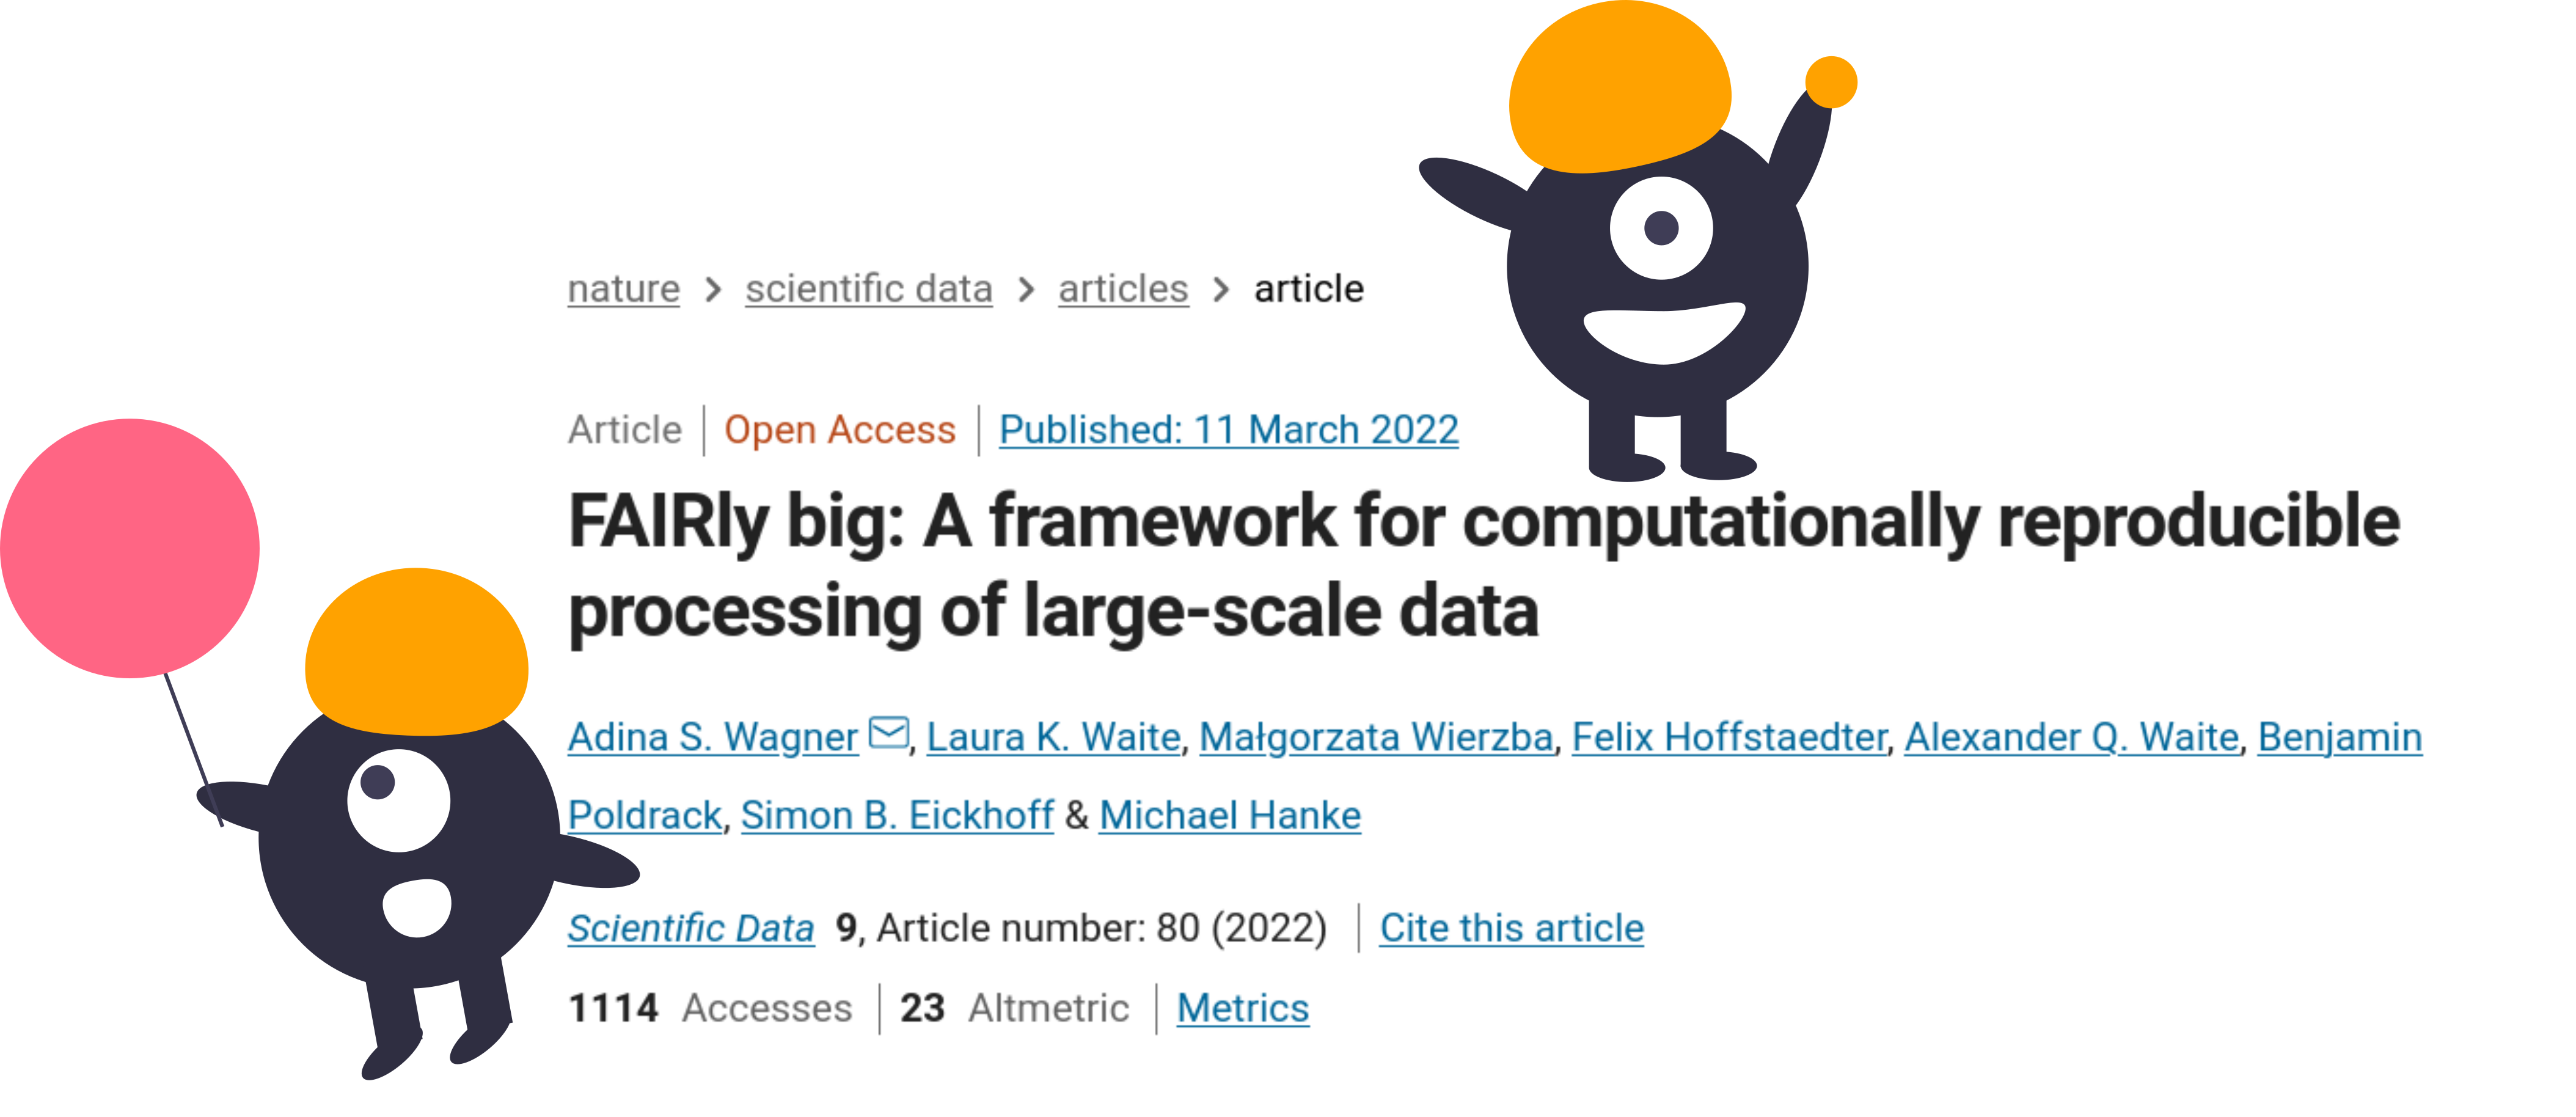 nature > scientific data > articles > article
Article | Open Access | Published: 11 March 2022
FAIRly big: A framework for computationally reproducible
processing of large-scale data
Adina S. Wagner, Laura K. Waite, Małgorzata Wierzba, Felix Hoffstaedter, Alexander Q. Waite, Benjamin
Poldrack, Simon B. Eickhoff & Michael Hanke
Scientific Data 9, Article number: 80 (2022) | Cite this article
1114 Accesses | 23 Altmetric | Metrics